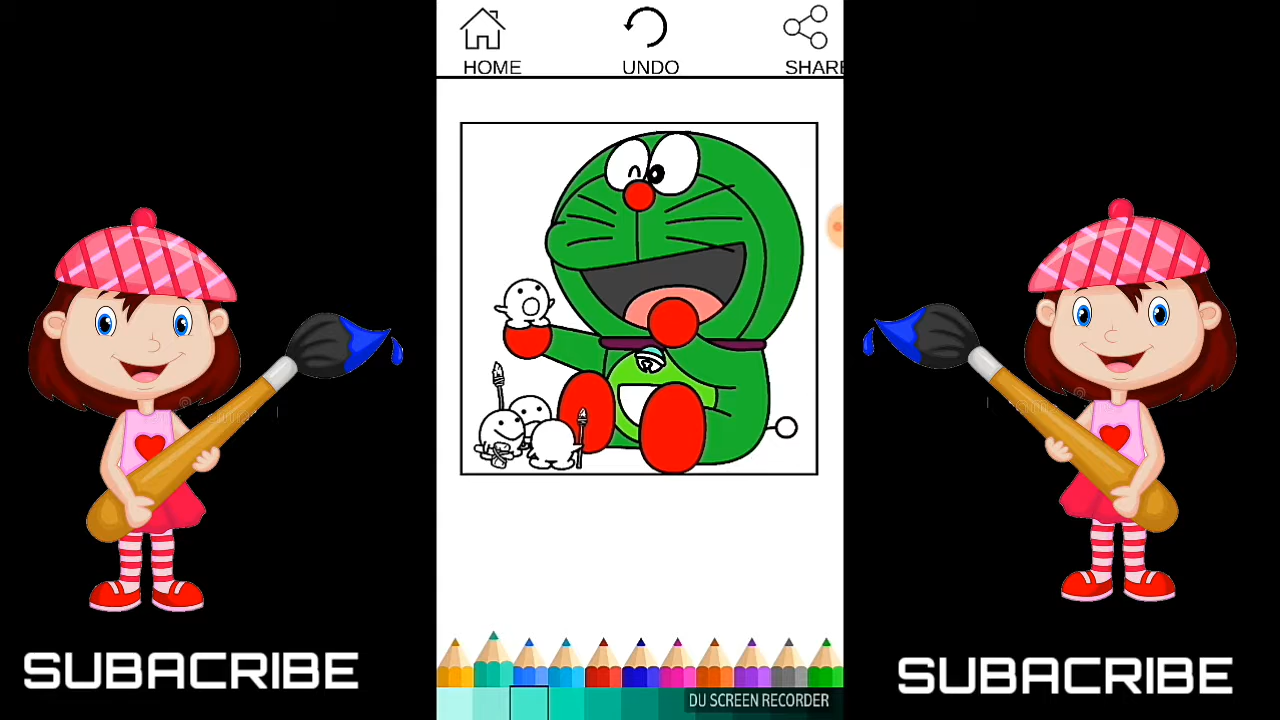 HOME
UNDO
SHARE
SUBACRIBE
SUBACRIBE
DU SCREEN RECORDER